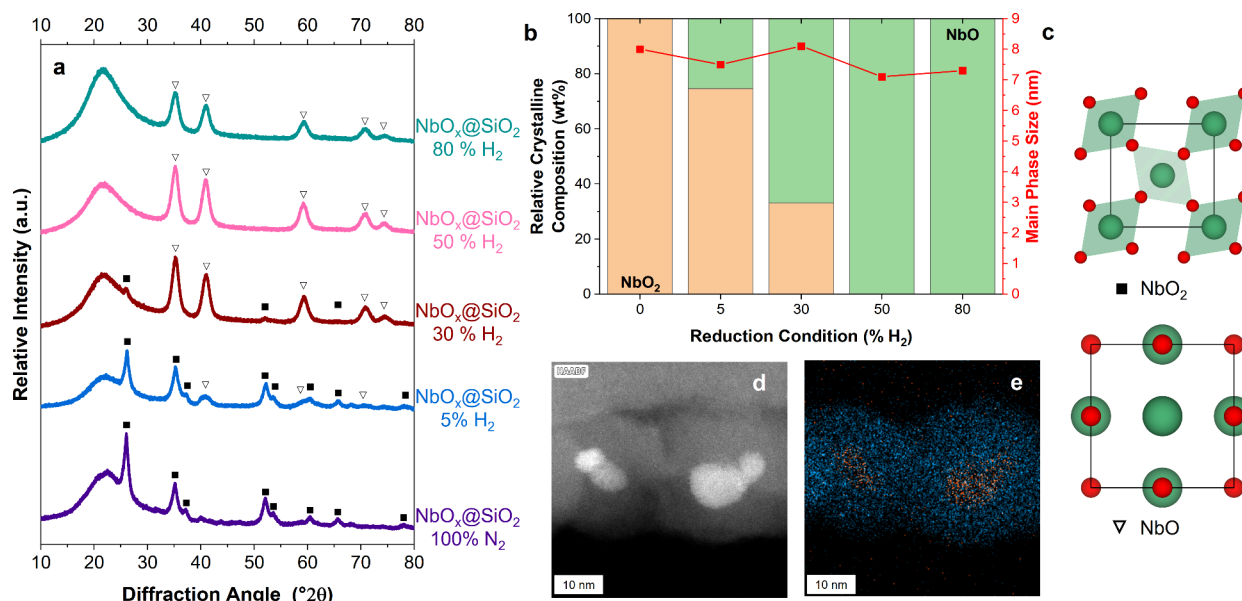 10 20 30 40 50 60 70 80
a
NbOₓ@SiO₂
80 % H₂
NbOₓ@SiO₂
50 % H₂
NbOₓ@SiO₂
30 % H₂
NbOₓ@SiO₂
5% H₂
NbOₓ@SiO₂
100% N₂
Relative Intensity (a.u.)
10 20 30 40 50 60 70 80
Diffraction Angle (°2θ)
b
Relative Crystalline
Composition (wt%)
100
80
60
40
20
0
NbO₂
NbO
9
8
7
6
5
4
3
2
1
0
Main Phase Size (nm)
0 5 30 50 80
Reduction Condition (% H₂)
c
■ NbO₂
▽ NbO
HAADF
d
10 nm
e
10 nm